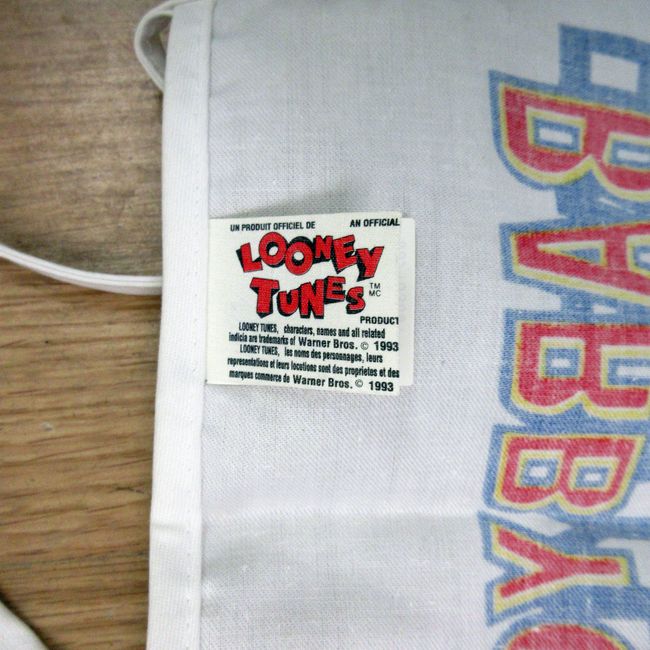 UN PRODUIT OFFICIEL DE AN OFFICIAL
LOONEY
TUNES TM
MC
PRODUCT
LOONEY TUNES, characters, names and all related
indicia are trademarks of Warner Bros. © 1993
LOONEY TUNES, les noms des personnages, leurs
representations et leurs locutions sont des proprietes et des
marques commerce de Warner Bros. © 1993
BABBY